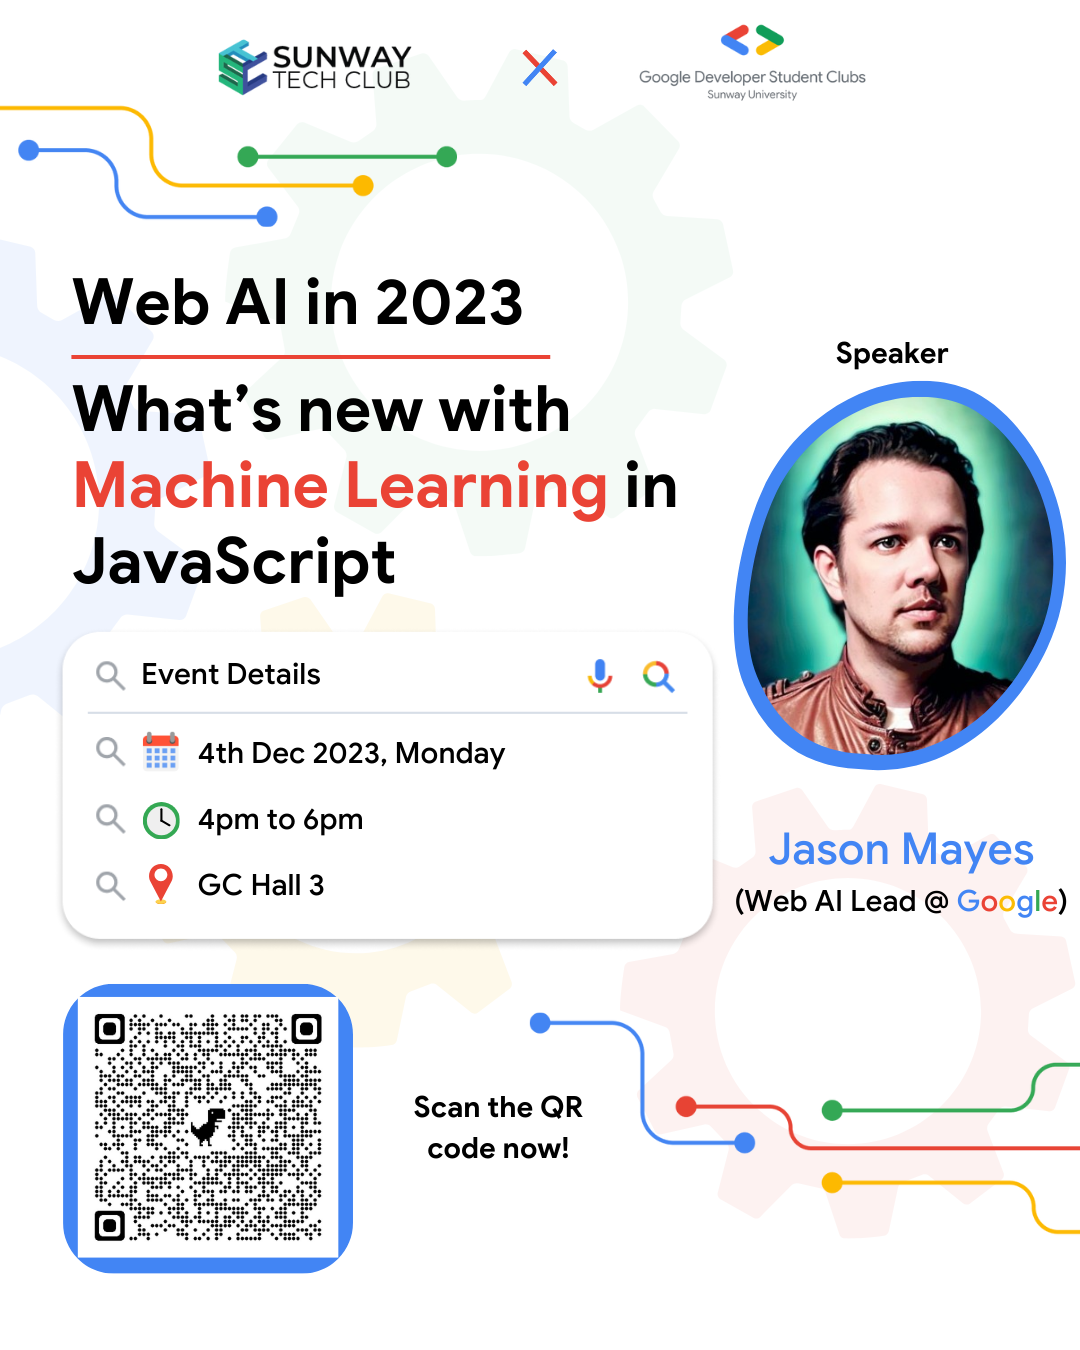 SUNWAY
TECH CLUB
Google Developer Student Clubs
Sunway University
Web AI in 2023
What's new with
Machine Learning in
JavaScript
Speaker
Event Details
4th Dec 2023, Monday
4pm to 6pm
GC Hall 3
Jason Mayes
(Web AI Lead @ Google)
Scan the QR
code now!